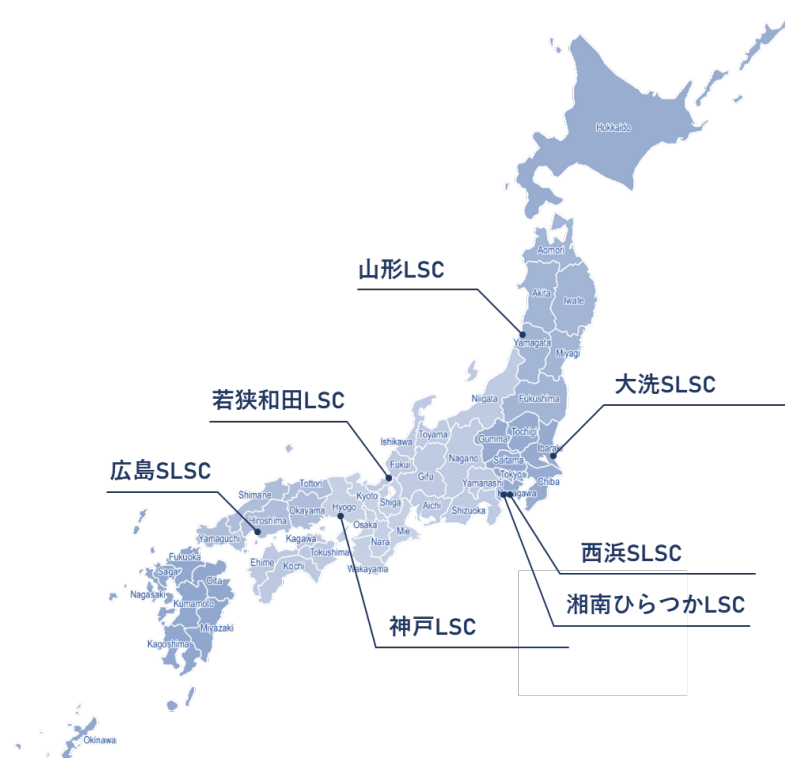 Hokkaido
Aomori
Akita
Iwate
山形LSC
Yamagata
Miyagi
大洗SLSC
若狭和田LSC
Niigata
Fukushima
Ishikawa
Toyama
Gumma
Tochigi
Ibaraki
広島SLSC
Fukui
Gifu
Nagano
Saitama
Tokyo
Chiba
Shimane
Tottori
Kyoto
Shiga
Yamanashi
Kanagawa
Hiroshima
Okayama
Hyogo
Aichi
Shizuoka
Yamaguchi
Kagawa
Osaka
Mie
Nara
西浜SLSC
Fukuoka
Ehime
Kochi
Tokushima
Wakayama
Saga
Oita
Nagasaki
Kumamoto
湘南ひらつかLSC
Miyazaki
神戸LSC
Kagoshima
Okinawa